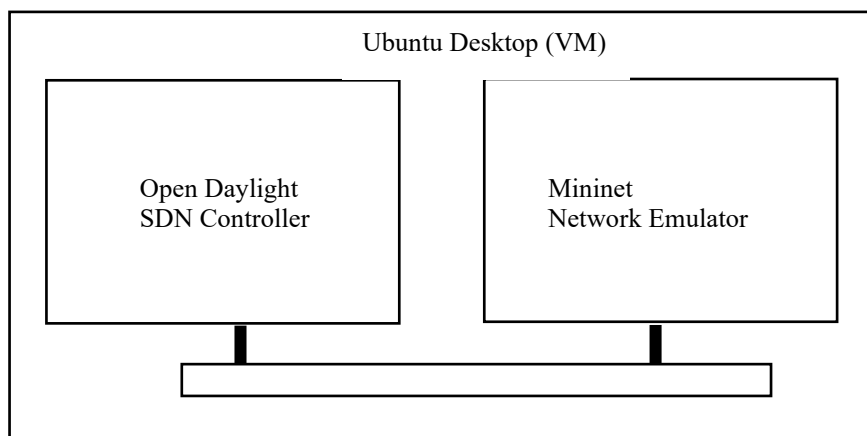 Ubuntu Desktop (VM)
Open Daylight
SDN Controller
Mininet
Network Emulator